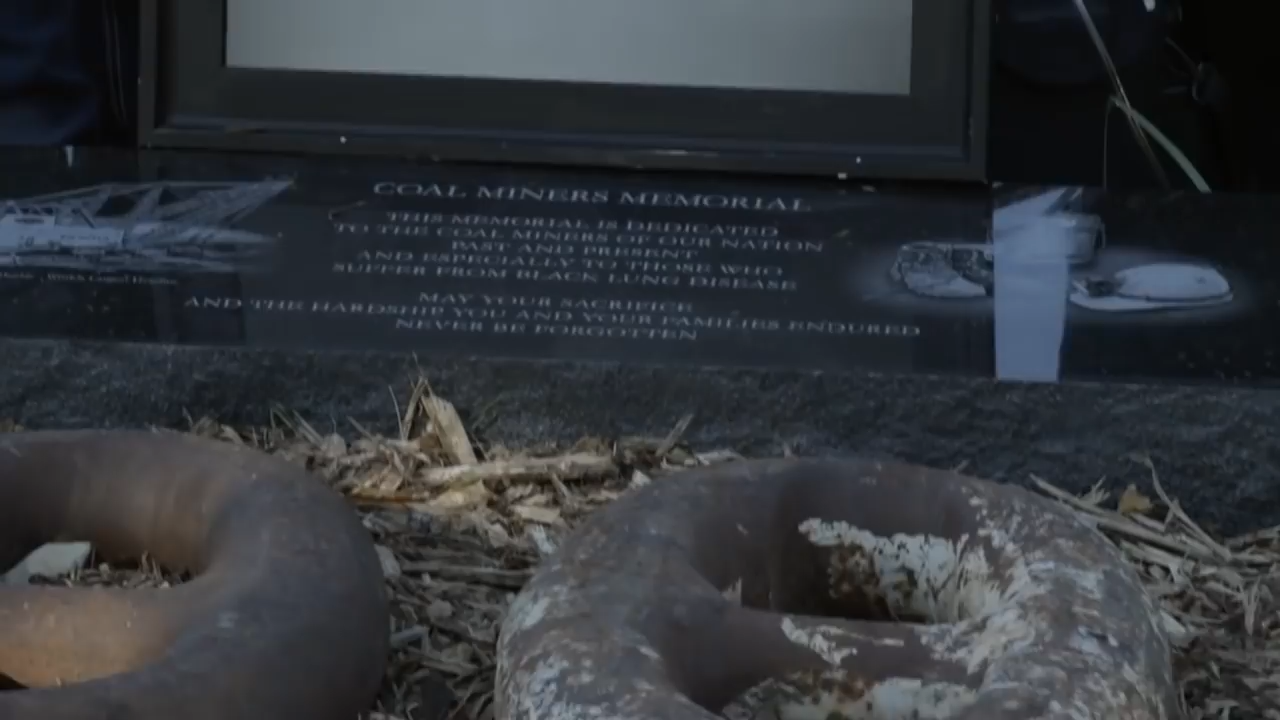 COAL MINERS MEMORIAL
THIS MEMORIAL IS DEDICATED
TO THE COAL MINERS OF OUR NATION
PAST AND PRESENT
AND ESPECIALLY TO THOSE WHO
SUFFER FROM BLACK LUNG DISEASE
MAY YOUR SACRIFICE
AND THE HARDSHIP YOU AND YOUR FAMILIES ENDURED
NEVER BE FORGOTTEN